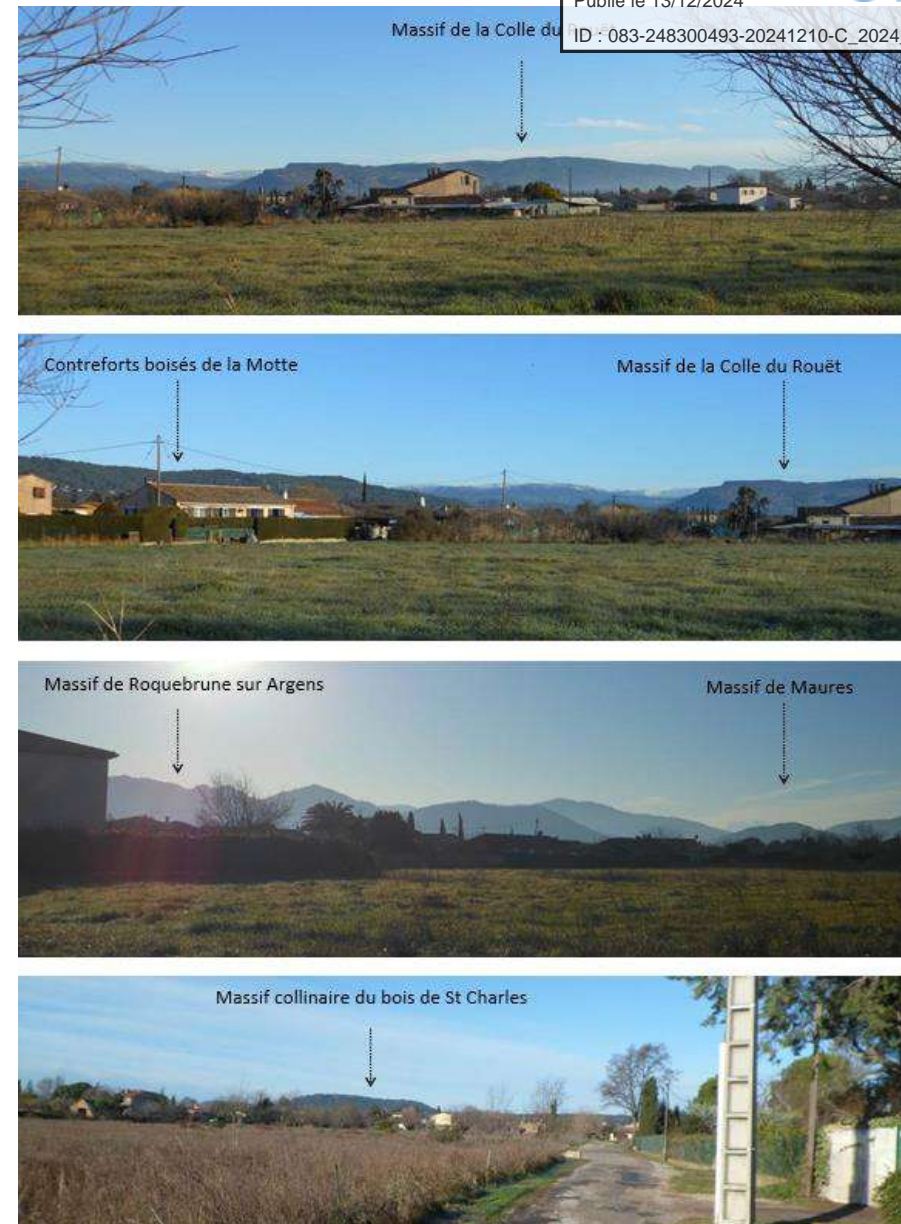 Publié le 13/12/2024
ID : 083-248300493-20241210-C_2024_
Massif de la Colle du
Contreforts boisés de la Motte
Massif de la Colle du Rouët
Massif de Roquebrune sur Argens
Massif de Maures
Massif collinaire du bois de St Charles